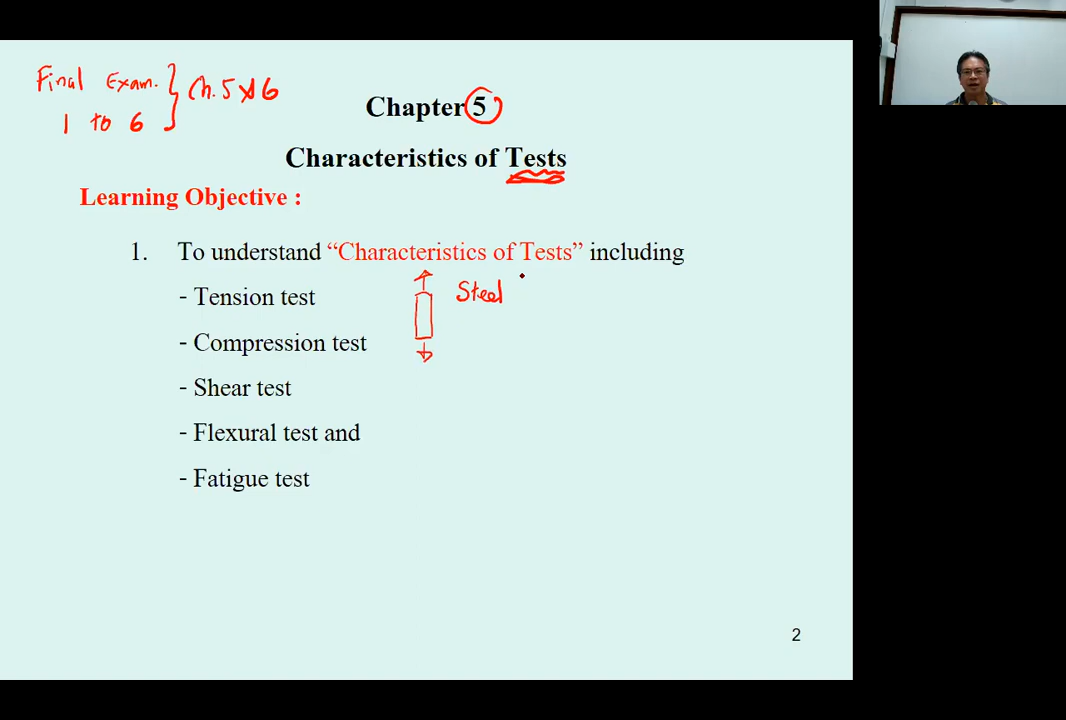 Final Exam. Ch. 5 & 6
1 to 6
Chapter 5
Characteristics of Tests
Learning Objective :
1. To understand “Characteristics of Tests” including
- Tension test
Steel
- Compression test
- Shear test
- Flexural test and
- Fatigue test
2